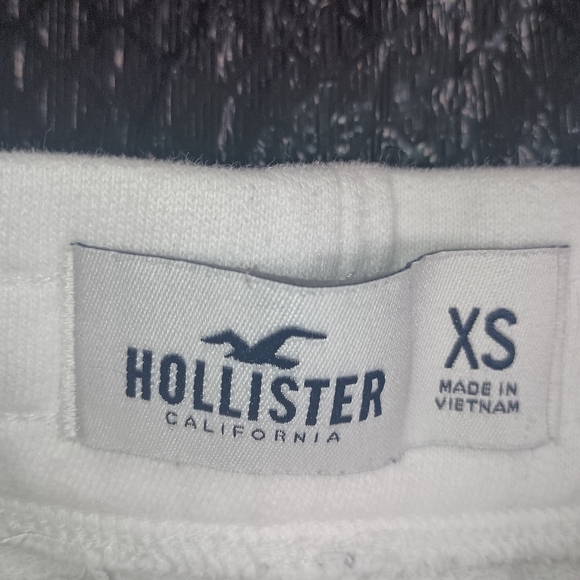 HOLLISTER
CALIFORNIA
XS
MADE IN
VIETNAM